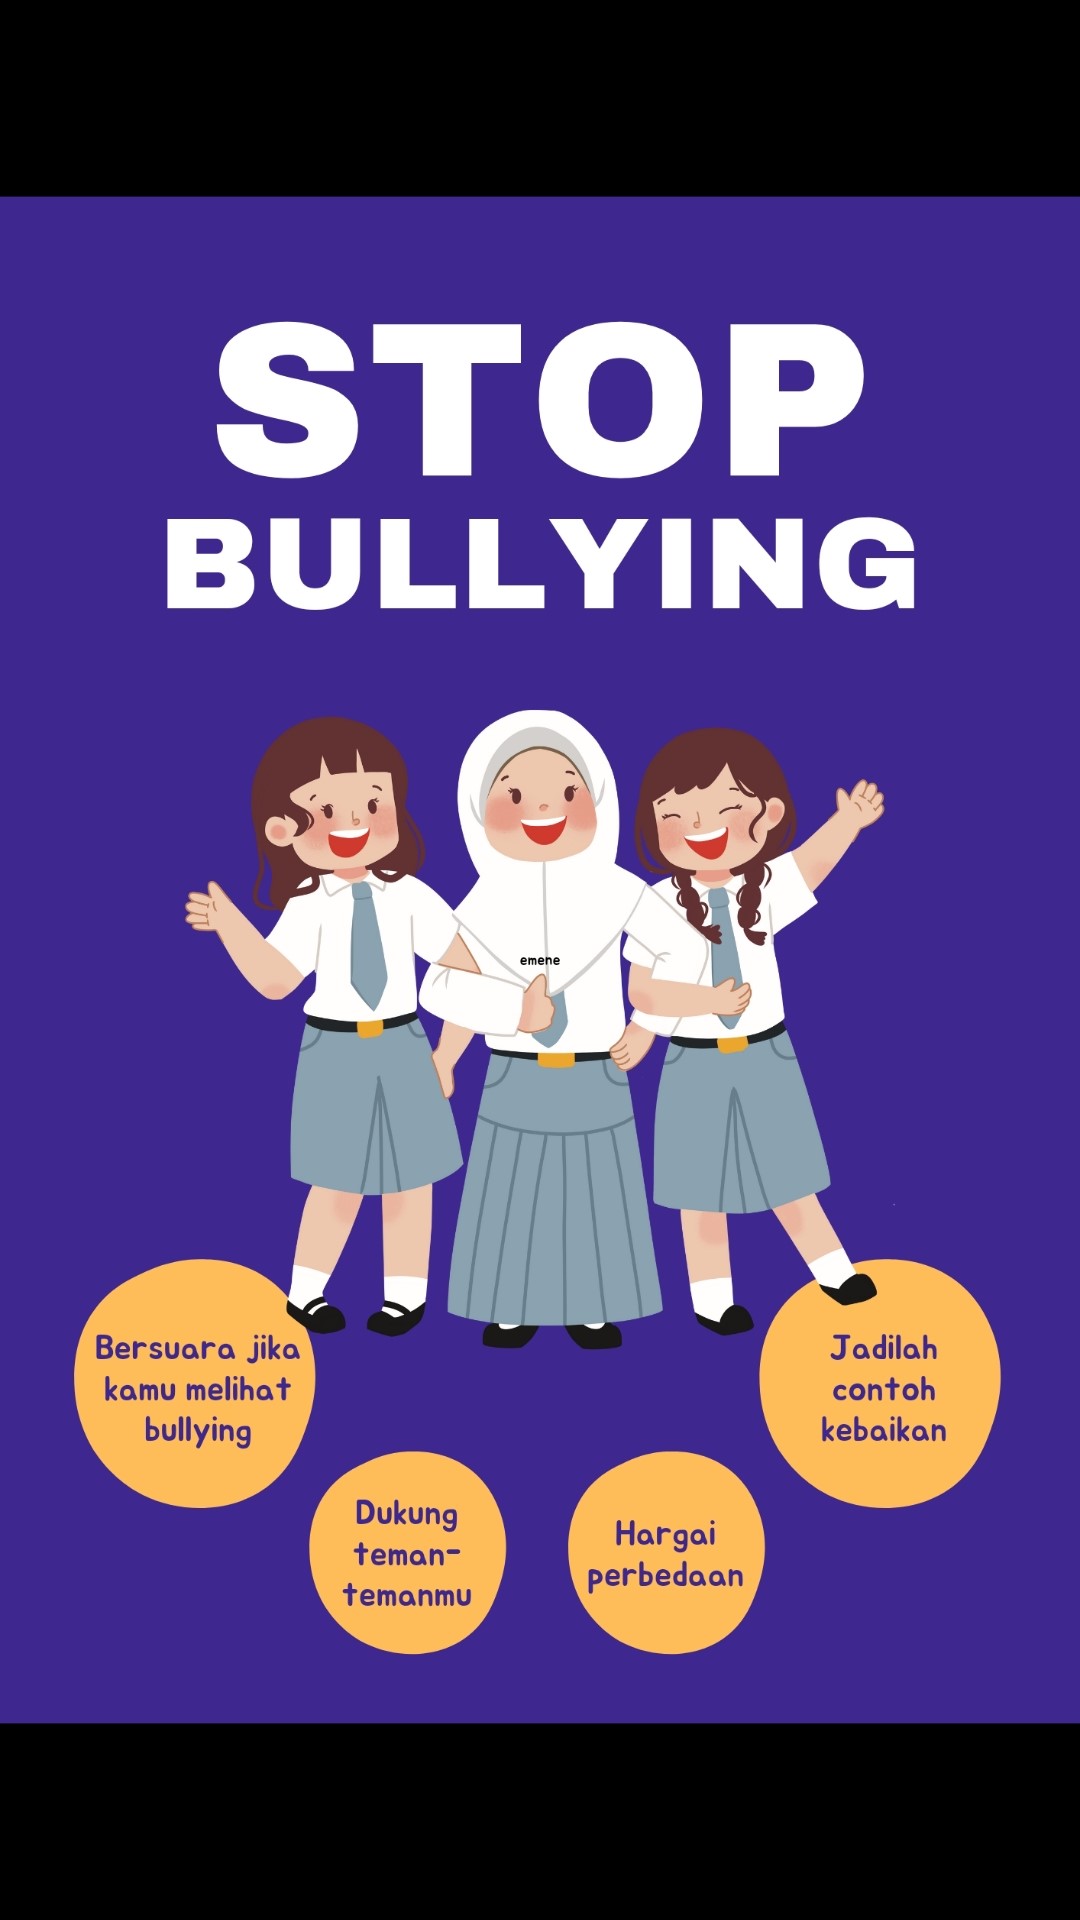 STOP
BULLYING
emene
Bersuara jika
kamu melihat
bullying
Jadilah
contoh
kebaikan
Dukung
teman-
temanmu
Hargai
perbedaan